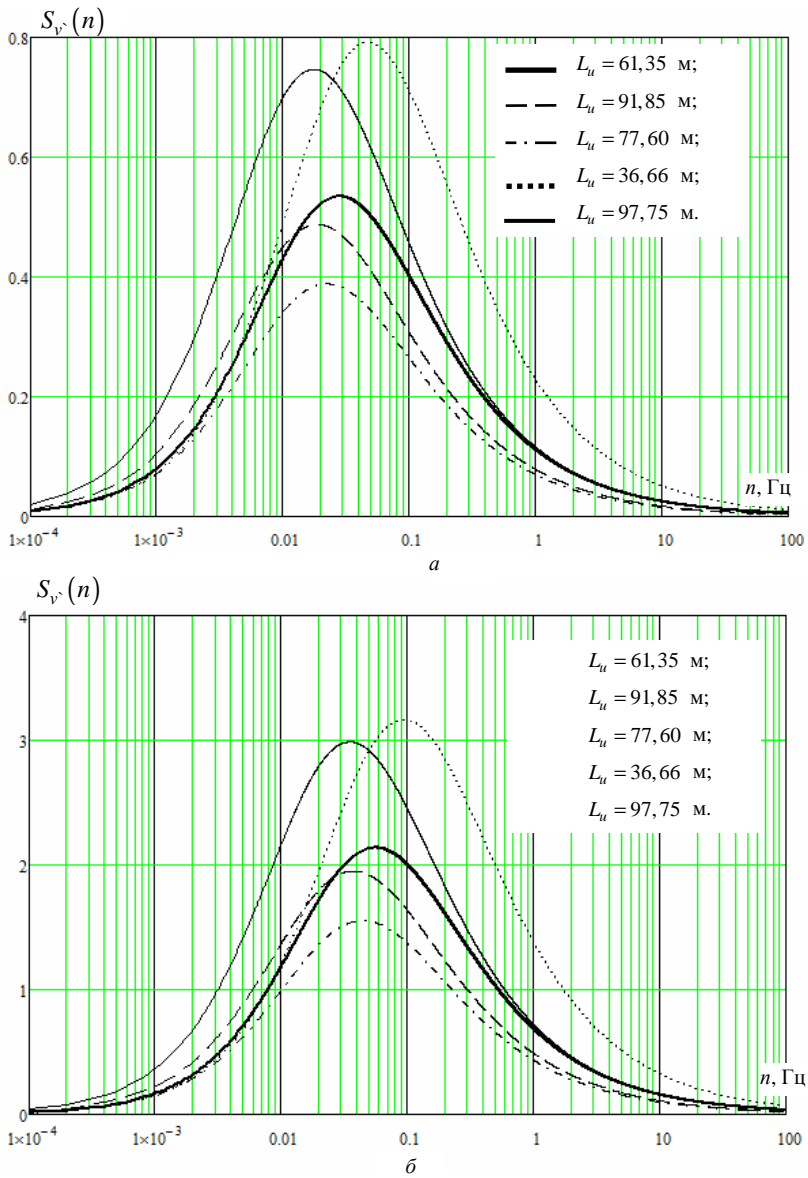 S_v`(n)
0.8
0.6
0.4
0.2
0
L_u = 61,35 м;
L_u = 91,85 м;
L_u = 77,60 м;
L_u = 36,66 м;
L_u = 97,75 м.
n, Гц
1×10⁻⁴ 1×10⁻³ 0.01 0.1 1 10 100
а
S_v`(n)
4
3
2
1
0
L_u = 61,35 м;
L_u = 91,85 м;
L_u = 77,60 м;
L_u = 36,66 м;
L_u = 97,75 м.
n, Гц
1×10⁻⁴ 1×10⁻³ 0.01 0.1 1 10 100
б